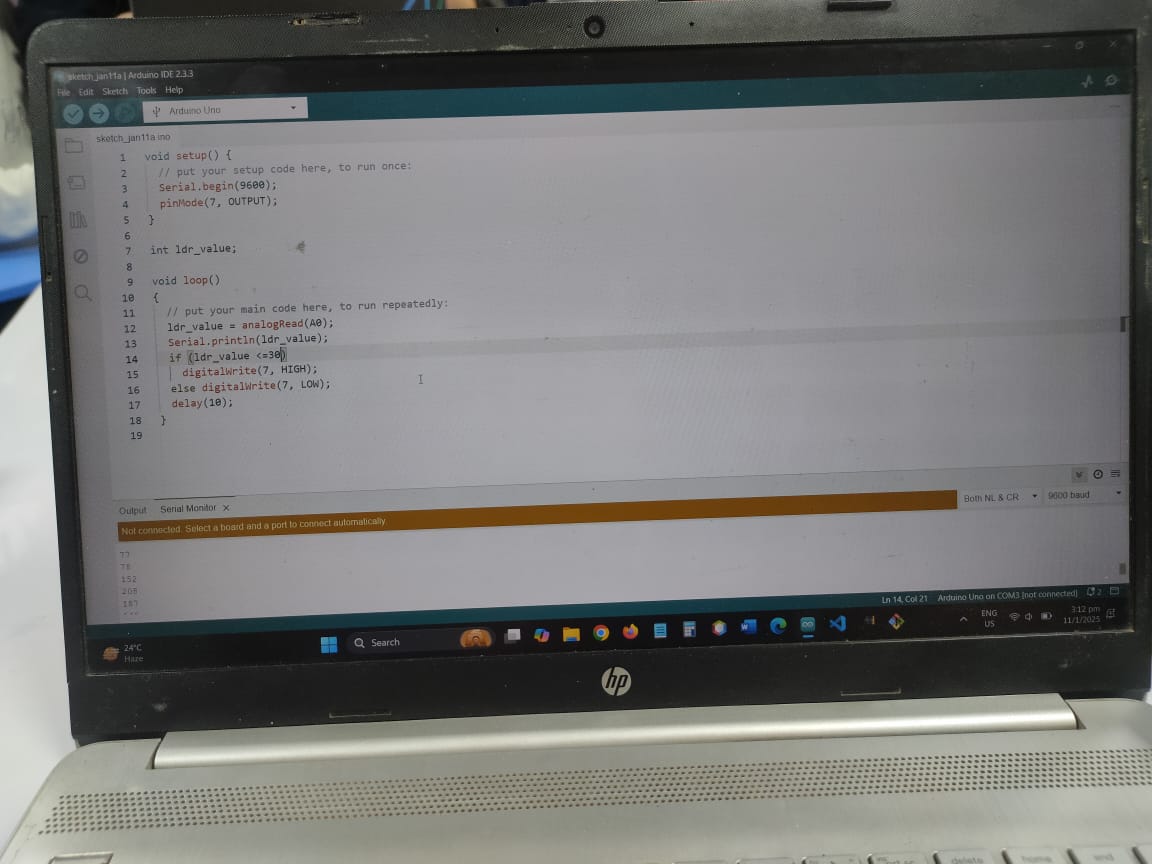 sketch_jan11a | Arduino IDE 2.3.3
File Edit Sketch Tools Help
Arduino Uno
sketch_jan11a.ino
1 void setup() {
2 // put your setup code here, to run once:
3 Serial.begin(9600);
4 pinMode(7, OUTPUT);
5 }
6
7 int ldr_value;
8
9 void loop()
10 {
11 // put your main code here, to run repeatedly:
12 ldr_value = analogRead(A0);
13 Serial.println(ldr_value);
14 if (ldr_value <=30)
15 digitalWrite(7, HIGH);
16 else digitalWrite(7, LOW);
17 delay(10);
18 }
19
Output Serial Monitor
Both NL & CR 9600 baud
Not connected. Select a board and a port to connect automatically.
77
78
152
208
187
Ln 14, Col 21 Arduino Uno on COM3 [not connected] 2
24°C
Haze
Search
ENG
US
3:12 pm
11/1/2025
hp
delete
home
end